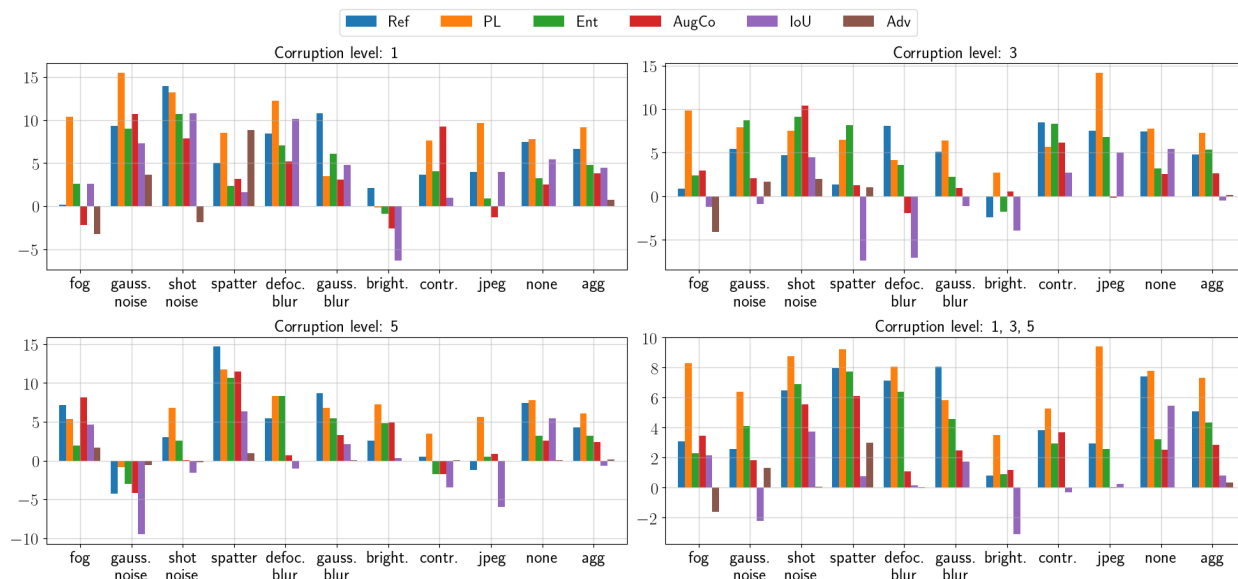 Ref PL Ent AugCo IoU Adv
Corruption level: 1
15
10
5
0
−5
fog gauss. noise shot noise spatter defoc. blur gauss. blur bright. contr. jpeg none agg
Corruption level: 3
15
10
5
0
−5
fog gauss. noise shot noise spatter defoc. blur gauss. blur bright. contr. jpeg none agg
Corruption level: 5
15
10
5
0
−5
−10
fog gauss. noise shot noise spatter defoc. blur gauss. blur bright. contr. jpeg none agg
Corruption level: 1, 3, 5
10
8
6
4
2
0
−2
fog gauss. noise shot noise spatter defoc. blur gauss. blur bright. contr. jpeg none agg